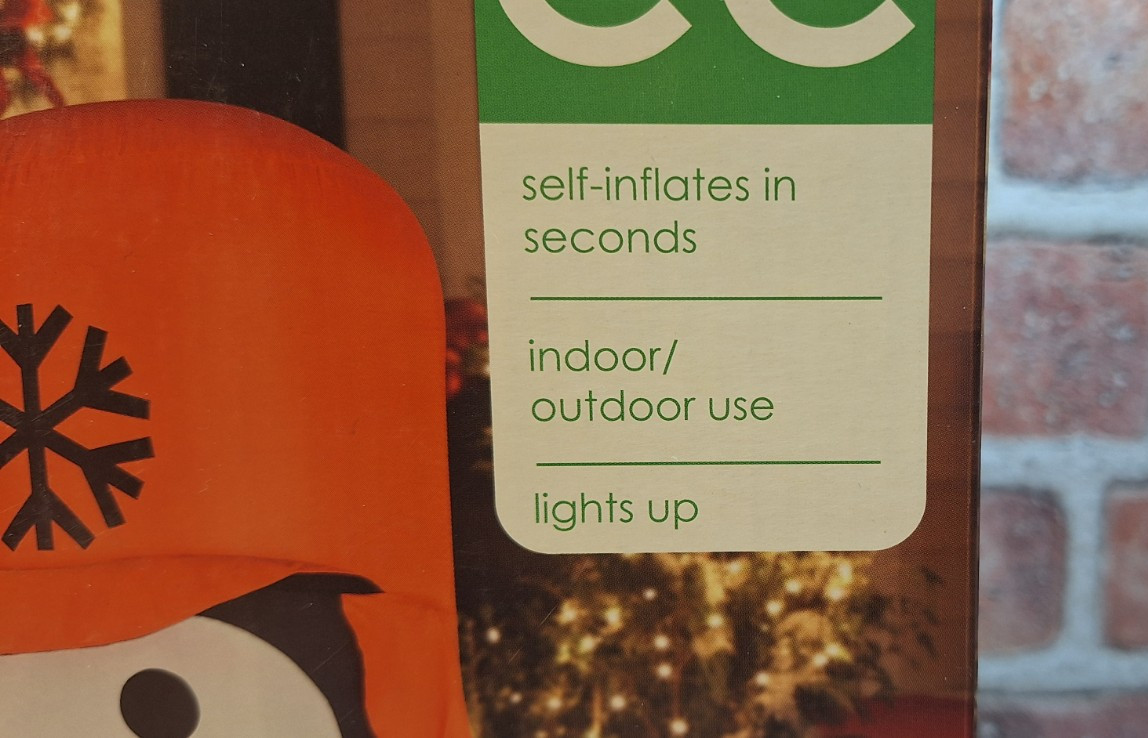 self-inflates in
seconds
indoor/
outdoor use
lights up